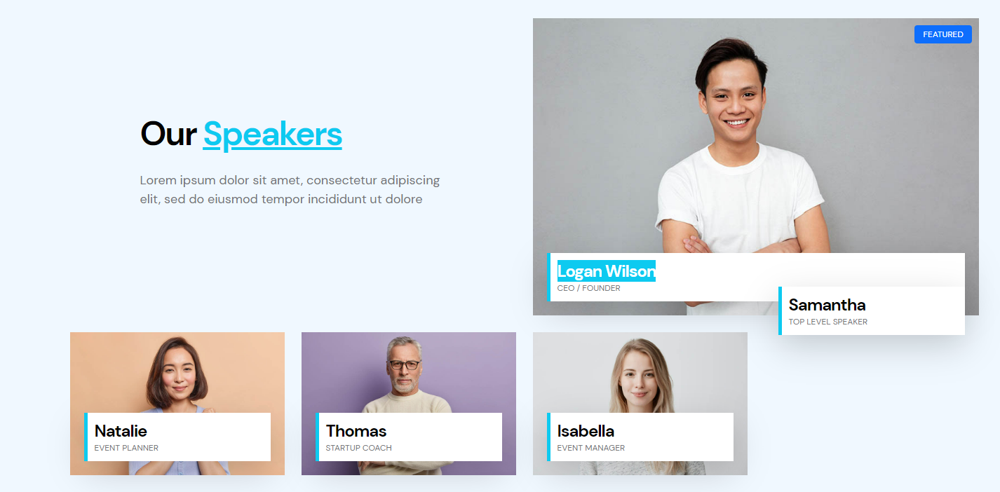 Our Speakers
Lorem ipsum dolor sit amet, consectetur adipiscing
elit, sed do eiusmod tempor incididunt ut dolore
FEATURED
Logan Wilson
CEO / FOUNDER
Samantha
TOP LEVEL SPEAKER
Natalie
EVENT PLANNER
Thomas
STARTUP COACH
Isabella
EVENT MANAGER